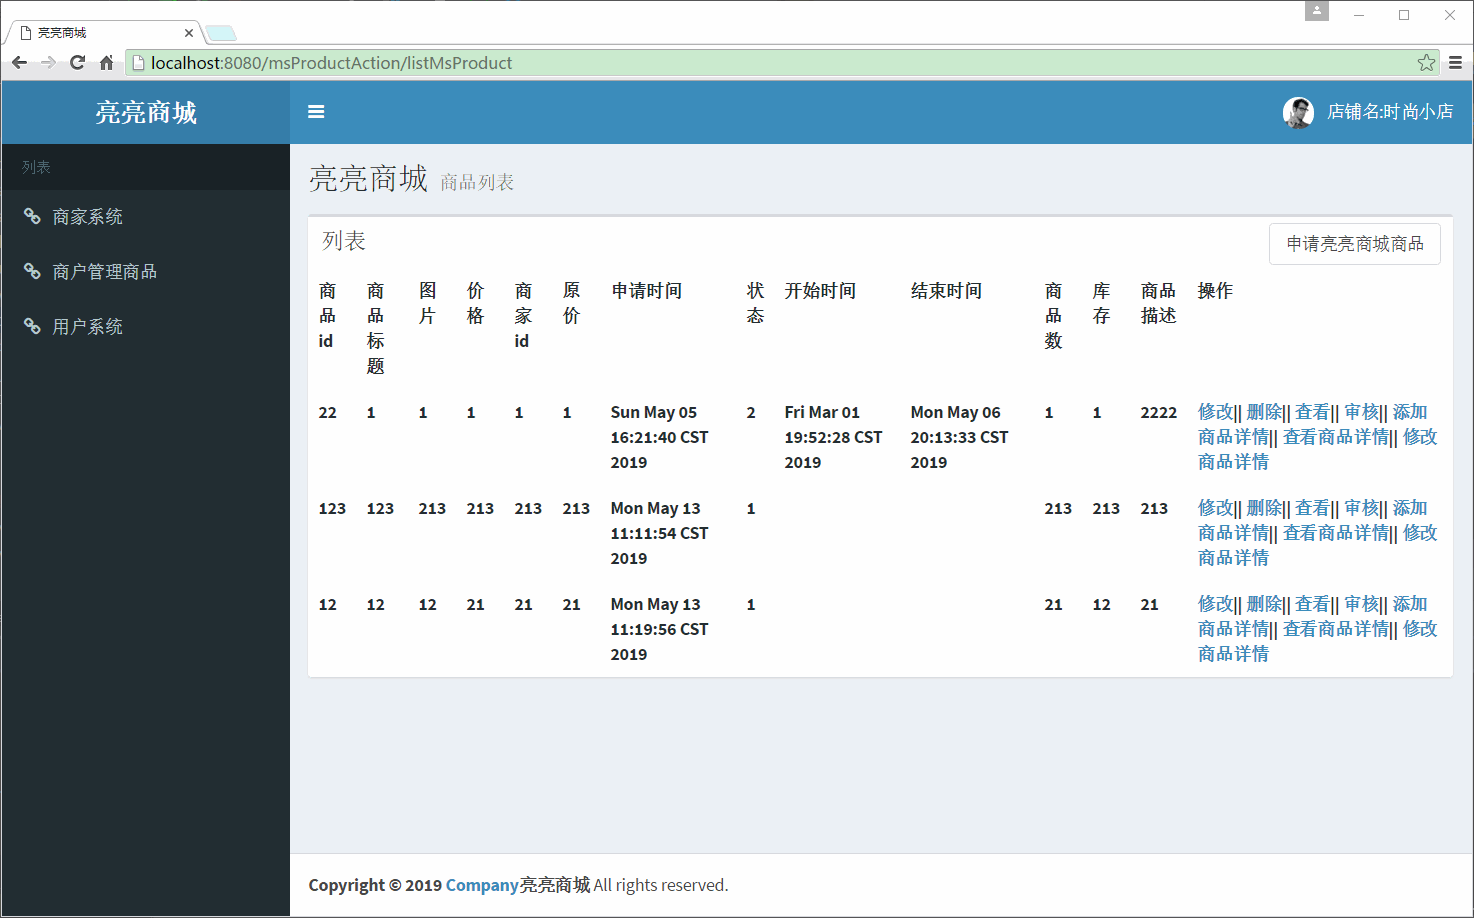 亮亮商城
localhost:8080/msProductAction/listMsProduct
亮亮商城
店铺名:时尚小店
列表
商家系统
商户管理商品
用户系统
亮亮商城 商品列表
列表
申请亮亮商城商品
商品id 商品标题 图片 价格 商家id 原价 申请时间 状态 开始时间 结束时间 商品数 库存 商品描述 操作
22 1 1 1 1 1 Sun May 05 16:21:40 CST 2019 2 Fri Mar 01 19:52:28 CST 2019 Mon May 06 20:13:33 CST 2019 1 1 2222 修改|| 删除|| 查看|| 审核|| 添加商品详情|| 查看商品详情|| 修改商品详情
123 123 213 213 213 213 Mon May 13 11:11:54 CST 2019 1 213 213 213 修改|| 删除|| 查看|| 审核|| 添加商品详情|| 查看商品详情|| 修改商品详情
12 12 12 21 21 21 Mon May 13 11:19:56 CST 2019 1 21 12 21 修改|| 删除|| 查看|| 审核|| 添加商品详情|| 查看商品详情|| 修改商品详情
Copyright © 2019 Company亮亮商城 All rights reserved.